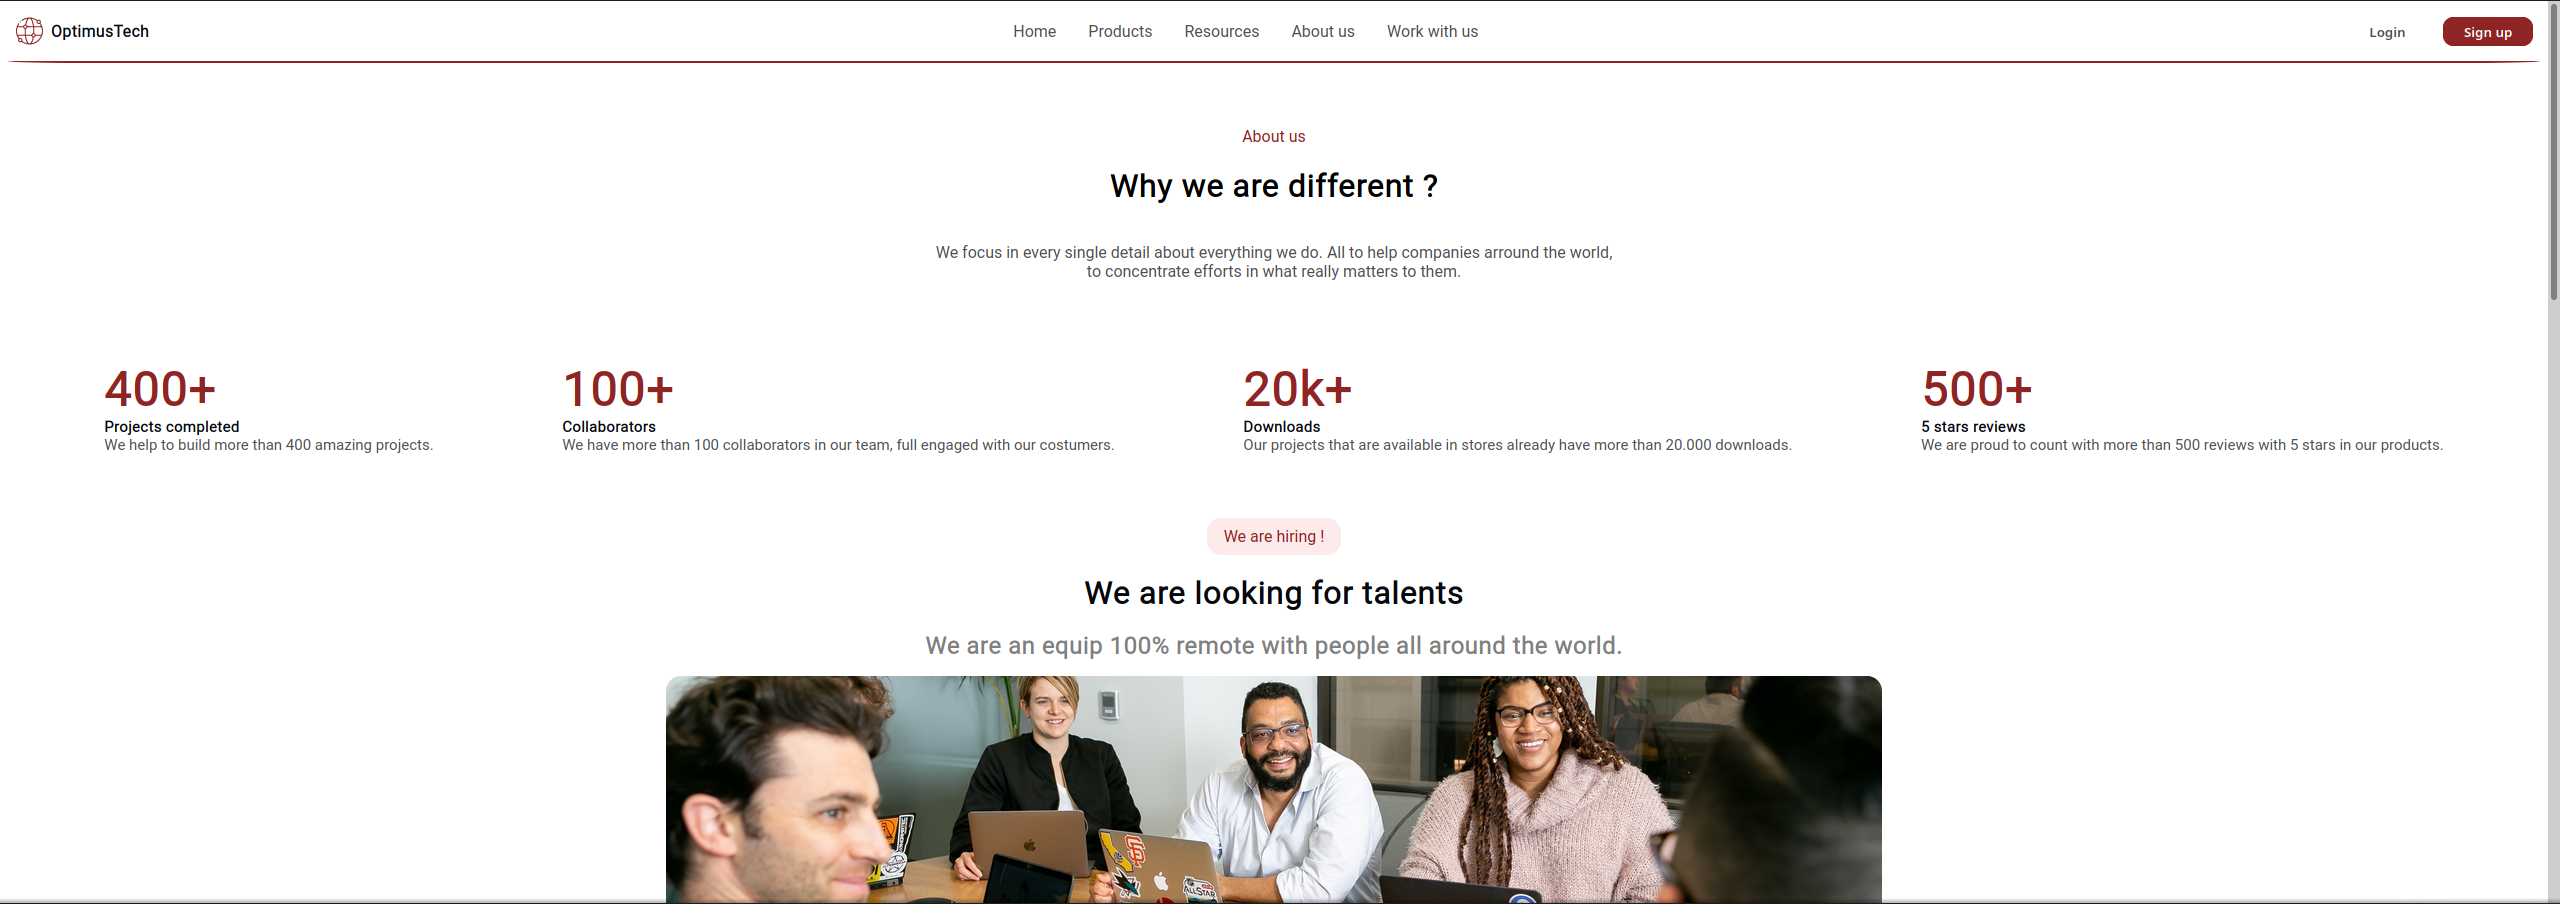 OptimusTech
Home
Products
Resources
About us
Work with us
Login
Sign up
About us
Why we are different ?
We focus in every single detail about everything we do. All to help companies arround the world,
to concentrate efforts in what really matters to them.
400+
Projects completed
We help to build more than 400 amazing projects.
100+
Collaborators
We have more than 100 collaborators in our team, full engaged with our costumers.
20k+
Downloads
Our projects that are available in stores already have more than 20.000 downloads.
500+
5 stars reviews
We are proud to count with more than 500 reviews with 5 stars in our products.
We are hiring !
We are looking for talents
We are an equip 100% remote with people all around the world.
ALLSTAR